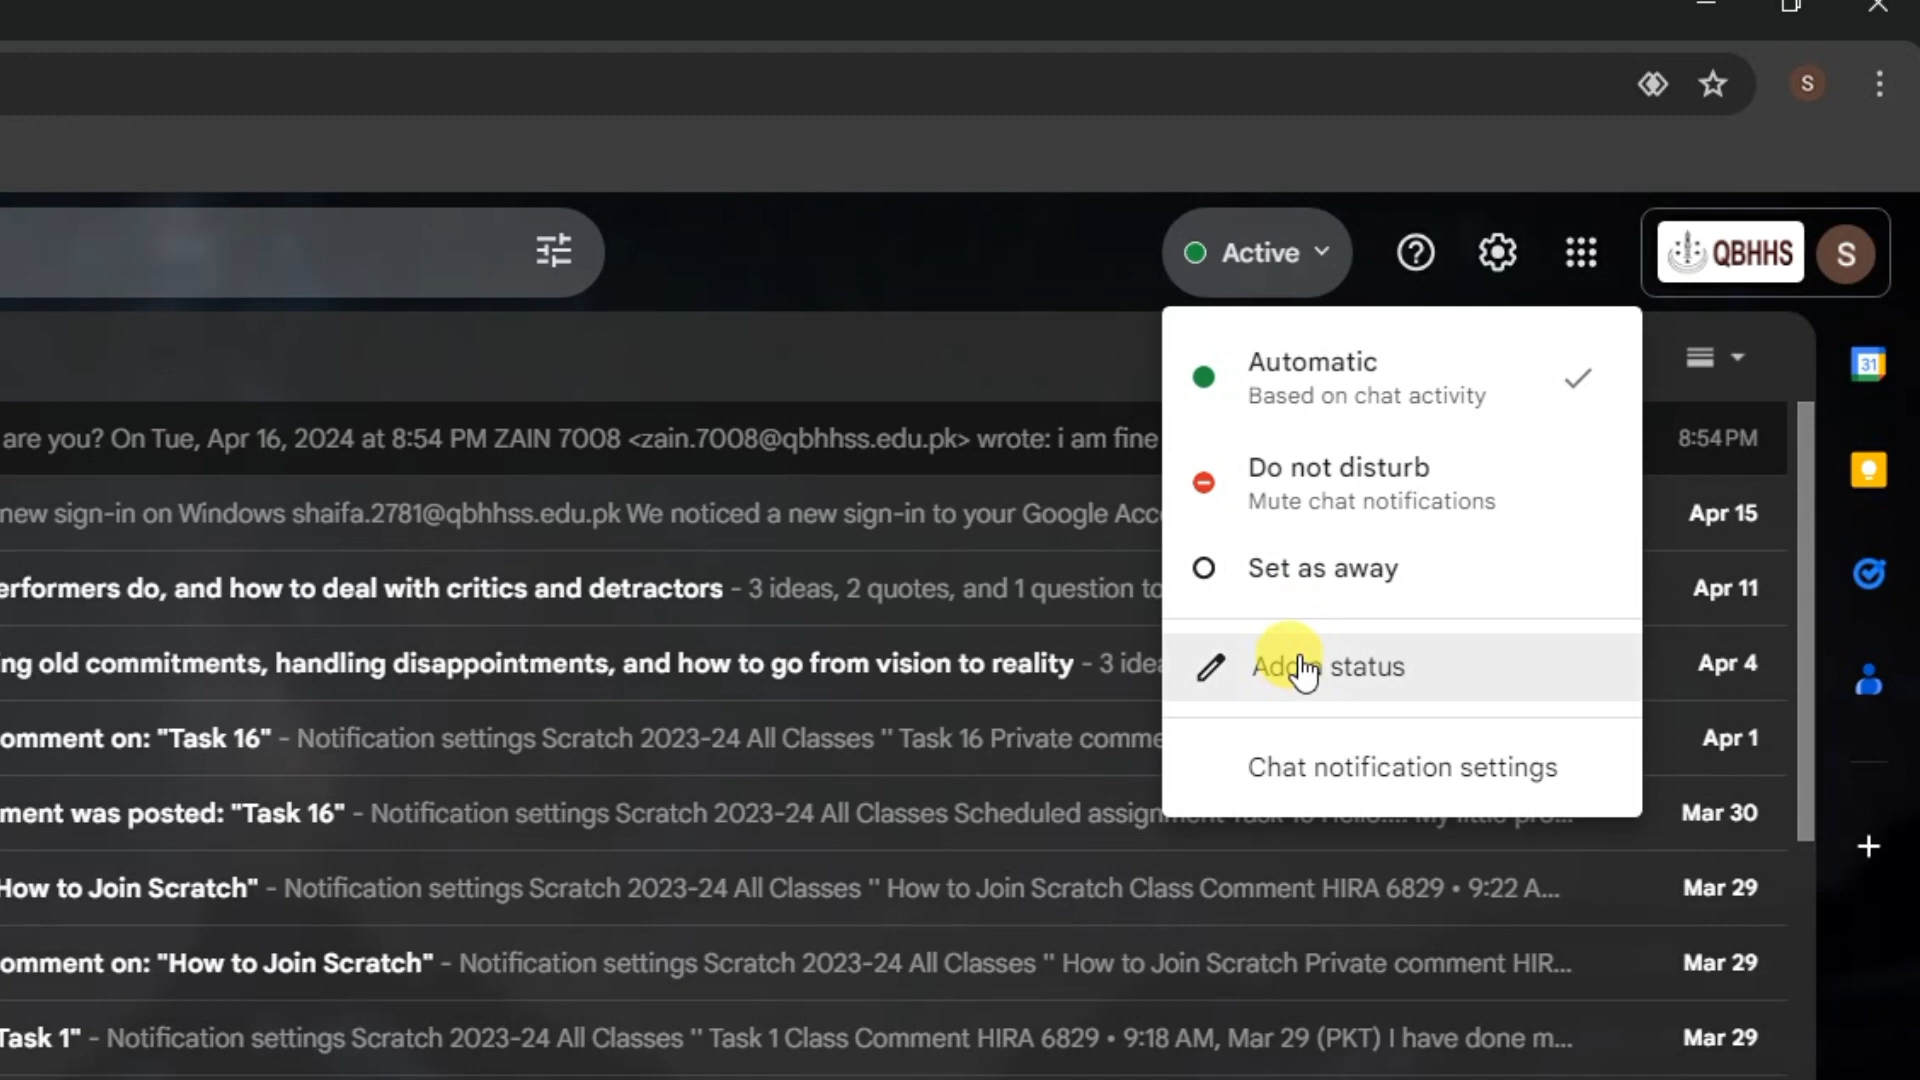 S
Active
QBHHS
S
Automatic
Based on chat activity
31
are you? On Tue, Apr 16, 2024 at 8:54 PM ZAIN 7008 <zain.7008@qbhhss.edu.pk> wrote: i am fine
8:54 PM
Do not disturb
Mute chat notifications
new sign-in on Windows shaifa.2781@qbhhss.edu.pk We noticed a new sign-in to your Google Acc
Apr 15
Set as away
erformers do, and how to deal with critics and detractors - 3 ideas, 2 quotes, and 1 question to
Apr 11
ng old commitments, handling disappointments, and how to go from vision to reality - 3 idea
Add status
Apr 4
omment on: "Task 16" - Notification settings Scratch 2023-24 All Classes " Task 16 Private comme
Apr 1
Chat notification settings
ment was posted: "Task 16" - Notification settings Scratch 2023-24 All Classes Scheduled assign
Mar 30
How to Join Scratch" - Notification settings Scratch 2023-24 All Classes " How to Join Scratch Class Comment HIRA 6829 • 9:22 A...
Mar 29
omment on: "How to Join Scratch" - Notification settings Scratch 2023-24 All Classes " How to Join Scratch Private comment HIR...
Mar 29
Task 1" - Notification settings Scratch 2023-24 All Classes " Task 1 Class Comment HIRA 6829 • 9:18 AM, Mar 29 (PKT) I have done m...
Mar 29